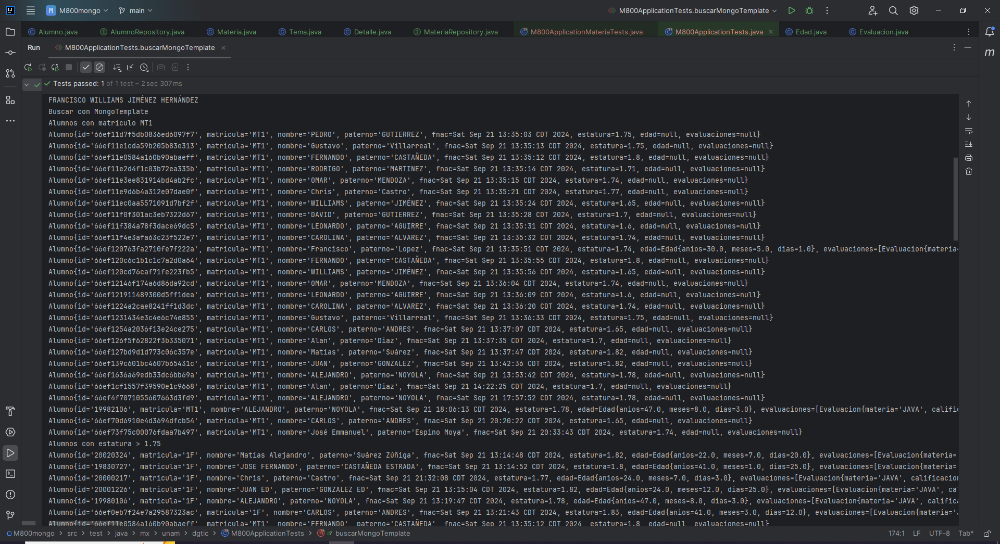 M M800mongo main M800ApplicationTests.buscarMongoTemplate
Alumno.java AlumnoRepository.java Materia.java Tema.java Detalle.java MateriaRepository.java M800ApplicationMateriaTests.java M800ApplicationTests.java Edad.java Evaluacion.java
Run M800ApplicationTests.buscarMongoTemplate
Tests passed: 1 of 1 test – 2 sec 307 ms
FRANCISCO WILLIAMS JIMÉNEZ HERNÁNDEZ
Buscar con MongoTemplate
Alumnos con matrículo MT1
Alumno{id='66ef11d7f5db0836ed6097f7', matricula='MT1', nombre='PEDRO', paterno='GUTIERREZ', fnac=Sat Sep 21 13:35:03 CDT 2024, estatura=1.75, edad=null, evaluaciones=null}
Alumno{id='66ef11e1cda59b205b83e313', matricula='MT1', nombre='Gustavo', paterno='Villarreal', fnac=Sat Sep 21 13:35:13 CDT 2024, estatura=1.75, edad=null, evaluaciones=null}
Alumno{id='66ef11e0584a160b90abaeff', matricula='MT1', nombre='FERNANDO', paterno='CASTAÑEDA', fnac=Sat Sep 21 13:35:12 CDT 2024, estatura=1.8, edad=null, evaluaciones=null}
Alumno{id='66ef11e2d4f1c03b72ea335b', matricula='MT1', nombre='RODRIGO', paterno='MARTINEZ', fnac=Sat Sep 21 13:35:14 CDT 2024, estatura=1.71, edad=null, evaluaciones=null}
Alumno{id='66ef11e3ee831914bd4ab2fc', matricula='MT1', nombre='OMAR', paterno='MENDOZA', fnac=Sat Sep 21 13:35:15 CDT 2024, estatura=1.74, edad=null, evaluaciones=null}
Alumno{id='66ef11e9d6b4a312e07dae0f', matricula='MT1', nombre='Chris', paterno='Castro', fnac=Sat Sep 21 13:35:21 CDT 2024, estatura=1.77, edad=null, evaluaciones=null}
Alumno{id='66ef11ec0aa5571091d7bf2f', matricula='MT1', nombre='WILLIAMS', paterno='JIMÉNEZ', fnac=Sat Sep 21 13:35:24 CDT 2024, estatura=1.65, edad=null, evaluaciones=null}
Alumno{id='66ef11f0f301ac3eb7322d67', matricula='MT1', nombre='DAVID', paterno='GUTIERREZ', fnac=Sat Sep 21 13:35:28 CDT 2024, estatura=1.7, edad=null, evaluaciones=null}
Alumno{id='66ef11f384a78f3dace69dc5', matricula='MT1', nombre='LEONARDO', paterno='AGUIRRE', fnac=Sat Sep 21 13:35:31 CDT 2024, estatura=1.6, edad=null, evaluaciones=null}
Alumno{id='66ef11f4e3afa63c23f522e7', matricula='MT1', nombre='CAROLINA', paterno='ALVAREZ', fnac=Sat Sep 21 13:35:32 CDT 2024, estatura=1.74, edad=null, evaluaciones=null}
Alumno{id='66ef120763fa2710fe7f222a', matricula='MT1', nombre='Francisco', paterno='Lopez', fnac=Sat Sep 21 13:35:51 CDT 2024, estatura=1.74, edad=Edad{anios=30.0, meses=5.0, dias=1.0}, evaluaciones=[Evaluacion{materia=
Alumno{id='66ef120c6c1b1c1c7a2d0a64', matricula='MT1', nombre='FERNANDO', paterno='CASTAÑEDA', fnac=Sat Sep 21 13:35:55 CDT 2024, estatura=1.8, edad=null, evaluaciones=null}
Alumno{id='66ef120cd76caf71fe223fb5', matricula='MT1', nombre='WILLIAMS', paterno='JIMÉNEZ', fnac=Sat Sep 21 13:35:56 CDT 2024, estatura=1.65, edad=null, evaluaciones=null}
Alumno{id='66ef12146f174a6d86da92cd', matricula='MT1', nombre='OMAR', paterno='MENDOZA', fnac=Sat Sep 21 13:36:04 CDT 2024, estatura=1.74, edad=null, evaluaciones=null}
Alumno{id='66ef121911489300d5ff1dea', matricula='MT1', nombre='LEONARDO', paterno='AGUIRRE', fnac=Sat Sep 21 13:36:09 CDT 2024, estatura=1.6, edad=null, evaluaciones=null}
Alumno{id='66ef1224a2cae8241ff1d3dc', matricula='MT1', nombre='CAROLINA', paterno='ALVAREZ', fnac=Sat Sep 21 13:36:20 CDT 2024, estatura=1.74, edad=null, evaluaciones=null}
Alumno{id='66ef1231434e3c4e6c74e855', matricula='MT1', nombre='Gustavo', paterno='Villarreal', fnac=Sat Sep 21 13:36:33 CDT 2024, estatura=1.75, edad=null, evaluaciones=null}
Alumno{id='66ef1254a2036f13e24ce275', matricula='MT1', nombre='CARLOS', paterno='ANDRES', fnac=Sat Sep 21 13:37:07 CDT 2024, estatura=1.65, edad=null, evaluaciones=null}
Alumno{id='66ef126f5f62822f3b335071', matricula='MT1', nombre='Alan', paterno='Diaz', fnac=Sat Sep 21 13:37:35 CDT 2024, estatura=1.7, edad=null, evaluaciones=null}
Alumno{id='66ef127bd9d1d773c06c357e', matricula='MT1', nombre='Matías', paterno='Suárez', fnac=Sat Sep 21 13:37:47 CDT 2024, estatura=1.82, edad=null, evaluaciones=null}
Alumno{id='66ef139c601bc4607b65431c', matricula='MT1', nombre='JUAN', paterno='GONZALEZ', fnac=Sat Sep 21 13:42:36 CDT 2024, estatura=1.82, edad=null, evaluaciones=null}
Alumno{id='66ef1636a69edb33dc6bb69a', matricula='MT1', nombre='ALEJANDRO', paterno='NOYOLA', fnac=Sat Sep 21 13:53:42 CDT 2024, estatura=1.78, edad=null, evaluaciones=null}
Alumno{id='66ef1cf1557f39590e1c9668', matricula='MT1', nombre='Alan', paterno='Diaz', fnac=Sat Sep 21 14:22:25 CDT 2024, estatura=1.7, edad=null, evaluaciones=null}
Alumno{id='66ef4f7071055607663d3fd9', matricula='MT1', nombre='ALEJANDRO', paterno='NOYOLA', fnac=Sat Sep 21 17:57:52 CDT 2024, estatura=1.78, edad=null, evaluaciones=null}
Alumno{id='19982106', matricula='MT1', nombre='ALEJANDRO', paterno='NOYOLA', fnac=Sat Sep 21 18:06:13 CDT 2024, estatura=1.78, edad=Edad{anios=47.0, meses=8.0, dias=3.0}, evaluaciones=[Evaluacion{materia='JAVA', califi
Alumno{id='66ef70d6910e4d3694dfcb54', matricula='MT1', nombre='CARLOS', paterno='ANDRES', fnac=Sat Sep 21 20:20:22 CDT 2024, estatura=1.65, edad=null, evaluaciones=null}
Alumno{id='66ef73f75c00076fdaa7b497', matricula='MT1', nombre='José Emmanuel', paterno='Espino Moya', fnac=Sat Sep 21 20:33:43 CDT 2024, estatura=1.74, edad=null, evaluaciones=null}
Alumnos con estatura > 1.75
Alumno{id='20020324', matricula='1F', nombre='Matías Alejandro', paterno='Suárez Zúñiga', fnac=Sat Sep 21 13:14:48 CDT 2024, estatura=1.82, edad=Edad{anios=22.0, meses=7.0, dias=20.0}, evaluaciones=[Evaluacion{materia=
Alumno{id='19830727', matricula='1F', nombre='JOSE FERNANDO', paterno='CASTAÑEDA ESTRADA', fnac=Sat Sep 21 13:14:52 CDT 2024, estatura=1.8, edad=Edad{anios=41.0, meses=1.0, dias=25.0}, evaluaciones=[Evaluacion{materia=
Alumno{id='20000217', matricula='1F', nombre='Chris', paterno='Castro', fnac=Sat Sep 21 21:32:08 CDT 2024, estatura=1.77, edad=Edad{anios=24.0, meses=7.0, dias=3.0}, evaluaciones=[Evaluacion{materia='JAVA', calificacion
Alumno{id='20001226', matricula='1F', nombre='JUAN ED', paterno='GONZALEZ ED', fnac=Sat Sep 21 13:15:04 CDT 2024, estatura=1.82, edad=Edad{anios=24.0, meses=12.0, dias=25.0}, evaluaciones=[Evaluacion{materia='JAVA', cal
Alumno{id='19980106', matricula='1F', nombre='ALEJANDRO', paterno='NOYOLA', fnac=Sat Sep 21 13:19:47 CDT 2024, estatura=1.78, edad=Edad{anios=47.0, meses=8.0, dias=3.0}, evaluaciones=[Evaluacion{materia='JAVA', califica
Alumno{id='66ef0eb7f24e7a29587323ac', matricula='1F', nombre='CARLOS', paterno='ANDRES', fnac=Sat Sep 21 13:21:43 CDT 2024, estatura=1.83, edad=Edad{anios=41.0, meses=3.0, dias=12.0}, evaluaciones=[Evaluacion{materia='J
Alumno{id='66ef11e0584a160b90abaeff', matricula='MT1', nombre='FERNANDO', paterno='CASTAÑEDA', fnac=Sat Sep 21 13:35:12 CDT 2024, estatura=1.8, edad=null, evaluaciones=null}
M800mongo > src > test > java > mx > unam > dgtic > M800ApplicationTests > buscarMongoTemplate 174:1 LF UTF-8 Tab*